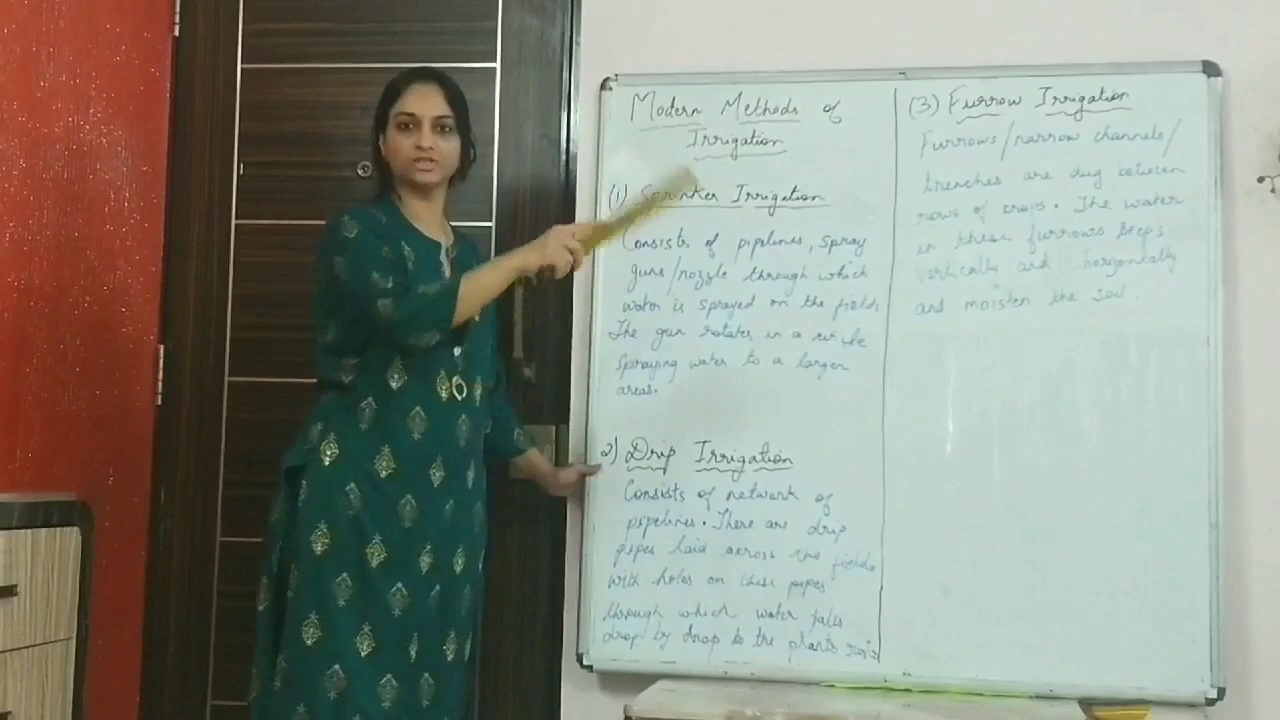 Modern Methods of
Irrigation
(1) Sprinker Irrigation
Consists of pipelines, spray
guns/nozzle through which
water is sprayed on the fields
The gun rotates in a circle
spraying water to a larger
areas.
2) Drip Irrigation
Consists of network of
pipelines. There are drip
pipes laid across the fields
with holes on these pipes
through which water falls
drop by drop to the plants roots
(3) Furrow Irrigation
Furrows/narrow channels/
trenches are dug between
rows of crops. The water
in these furrows seeps
vertically and horizontally
and moisten the soil.